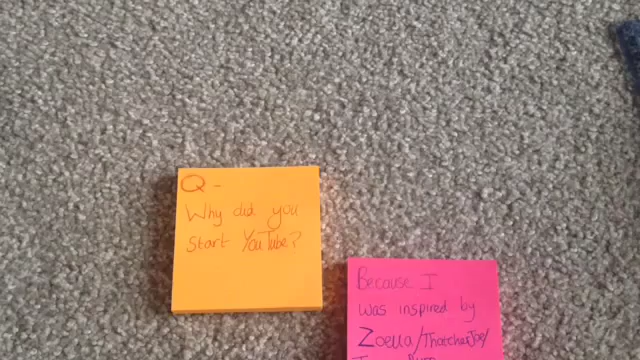 Q -
Why did you
start YouTube?
Because I
was inspired by
Zoella/ThatcherJoe/